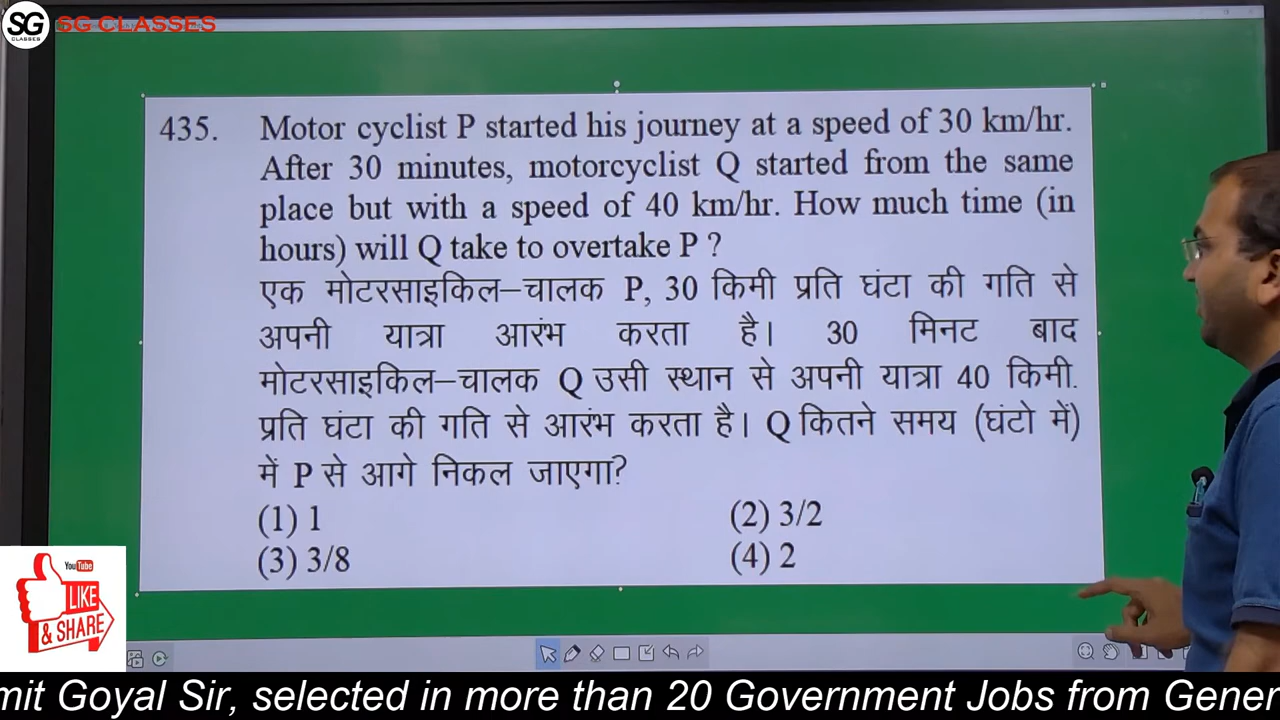 SG
CLASSES
SG CLASSES
435. Motor cyclist P started his journey at a speed of 30 km/hr.
After 30 minutes, motorcyclist Q started from the same
place but with a speed of 40 km/hr. How much time (in
hours) will Q take to overtake P ?
एक मोटरसाइकिल–चालक P, 30 किमी प्रति घंटा की गति से
अपनी यात्रा आरंभ करता है। 30 मिनट बाद
मोटरसाइकिल–चालक Q उसी स्थान से अपनी यात्रा 40 किमी.
प्रति घंटा की गति से आरंभ करता है। Q कितने समय (घंटो में)
में P से आगे निकल जाएगा?
(1) 1 (2) 3/2
(3) 3/8 (4) 2
YouTube
LIKE
& SHARE
mit Goyal Sir, selected in more than 20 Government Jobs from Gener